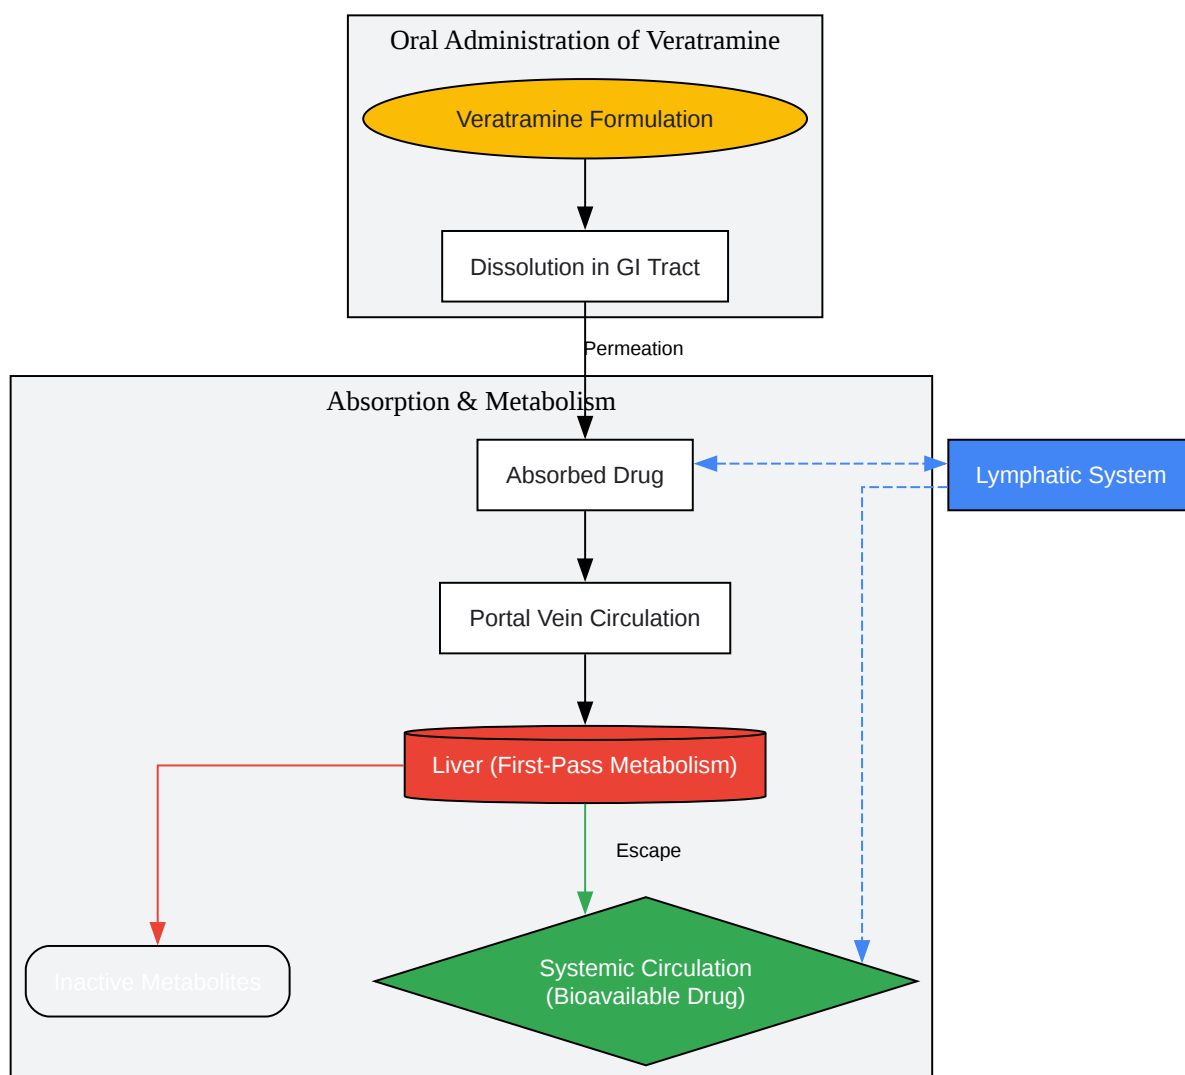 Oral Administration of Veratramine
Veratramine Formulation
Dissolution in GI Tract
Permeation
Absorption & Metabolism
Absorbed Drug
Lymphatic System
Portal Vein Circulation
Liver (First-Pass Metabolism)
Escape
Inactive Metabolites
Systemic Circulation
(Bioavailable Drug)